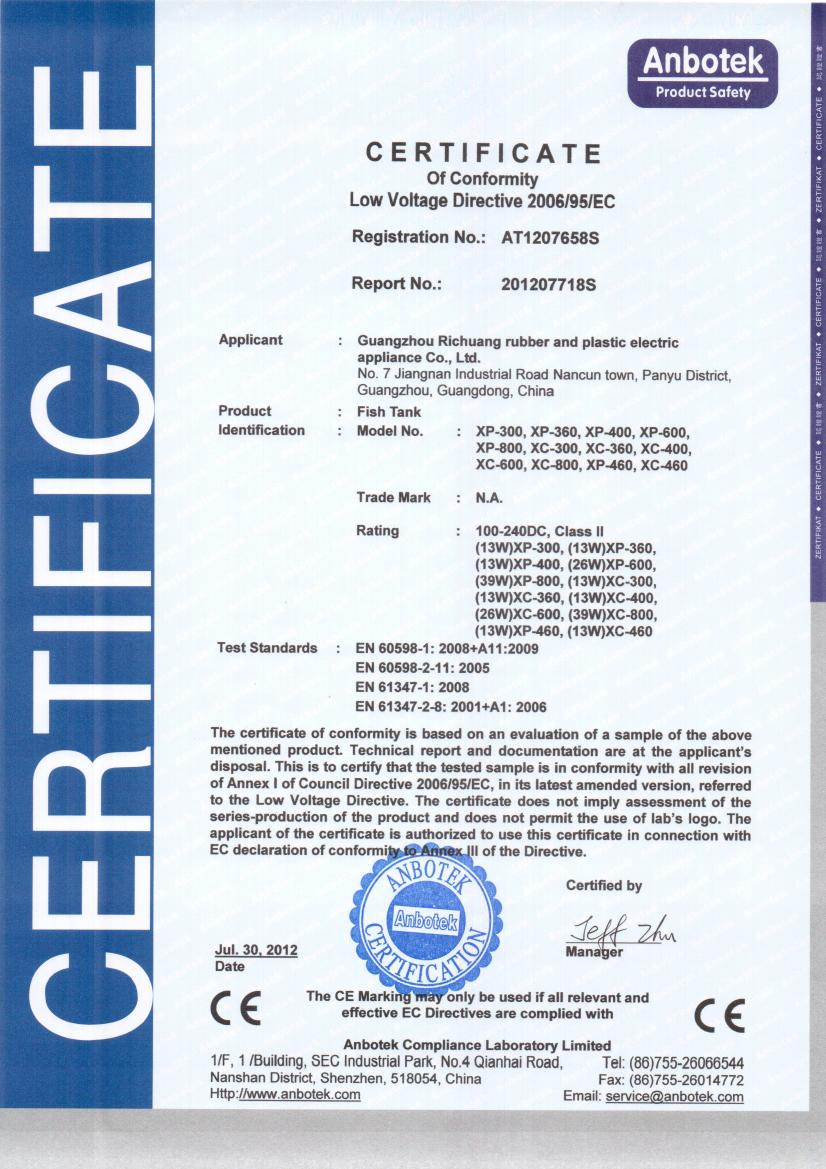 CERTIFICATE
Anbotek
Product Safety
ZERTIFIKAT ◆ CERTIFICATE ◆ ZERTIFIKAT ◆ CERTIFICATE ◆ ZERTIFIKAT ◆ CERTIFICATE ◆
CERTIFICATE
Of Conformity
Low Voltage Directive 2006/95/EC
Registration No.: AT1207658S
Report No.: 201207718S
Applicant : Guangzhou Richuang rubber and plastic electric
appliance Co., Ltd.
No. 7 Jiangnan Industrial Road Nancun town, Panyu District,
Guangzhou, Guangdong, China
Product : Fish Tank
Identification : Model No. : XP-300, XP-360, XP-400, XP-600,
XP-800, XC-300, XC-360, XC-400,
XC-600, XC-800, XP-460, XC-460
Trade Mark : N.A.
Rating : 100-240DC, Class II
(13W)XP-300, (13W)XP-360,
(13W)XP-400, (26W)XP-600,
(39W)XP-800, (13W)XC-300,
(13W)XC-360, (13W)XC-400,
(26W)XC-600, (39W)XC-800,
(13W)XP-460, (13W)XC-460
Test Standards : EN 60598-1: 2008+A11:2009
EN 60598-2-11: 2005
EN 61347-1: 2008
EN 61347-2-8: 2001+A1: 2006
The certificate of conformity is based on an evaluation of a sample of the above
mentioned product. Technical report and documentation are at the applicant's
disposal. This is to certify that the tested sample is in conformity with all revision
of Annex I of Council Directive 2006/95/EC, in its latest amended version, referred
to the Low Voltage Directive. The certificate does not imply assessment of the
series-production of the product and does not permit the use of lab's logo. The
applicant of the certificate is authorized to use this certificate in connection with
EC declaration of conformity to Annex III of the Directive.
ANBOTEK
Anbotek
CERTIFICATION
Certified by
Jeff Zhu
Manager
Jul. 30, 2012
Date
CE
The CE Marking may only be used if all relevant and
effective EC Directives are complied with
CE
Anbotek Compliance Laboratory Limited
1/F, 1 /Building, SEC Industrial Park, No.4 Qianhai Road, Tel: (86)755-26066544
Nanshan District, Shenzhen, 518054, China Fax: (86)755-26014772
Http://www.anbotek.com Email: service@anbotek.com